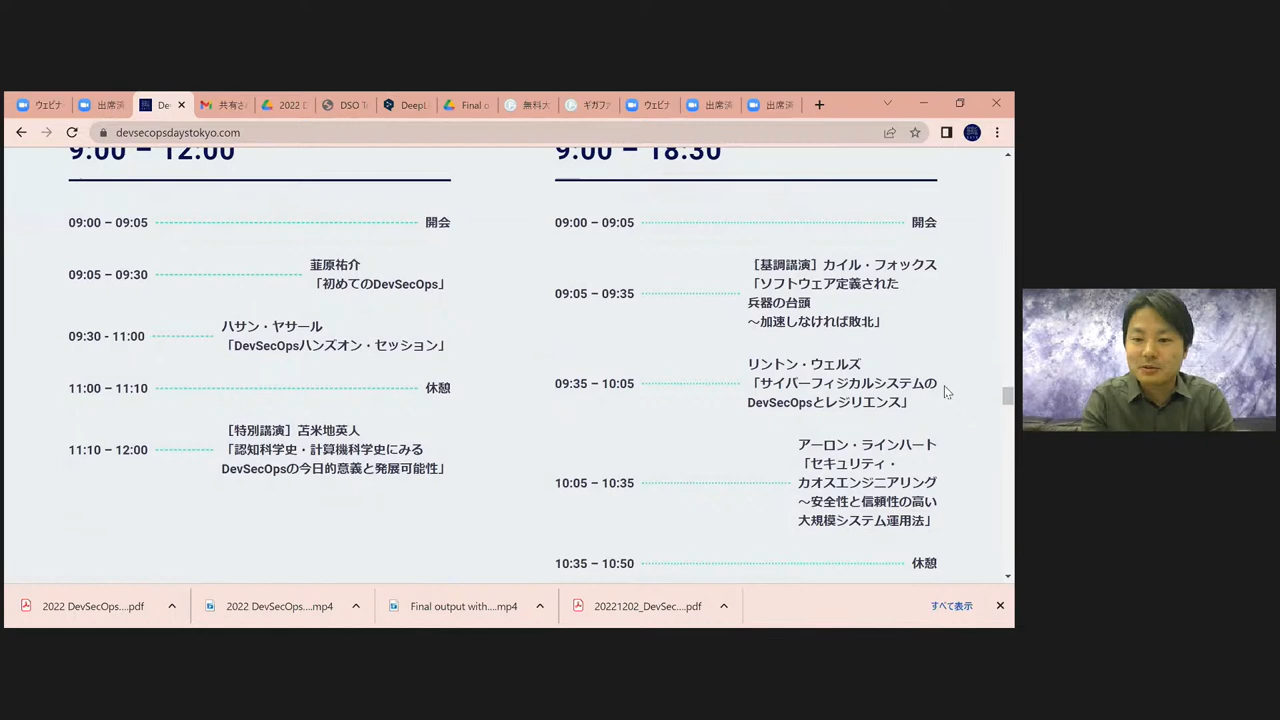 ウェビナ
出席済
De
共有さ
2022 D
DSO T
DeepL
Final o
無料大
ギガファ
ウェビナ
出席済
出席済
devsecopsdaystokyo.com
9:00 – 12:00
09:00 – 09:05
開会
09:05 – 09:30
韮原祐介
「初めてのDevSecOps」
09:30 - 11:00
ハサン・ヤサール
「DevSecOpsハンズオン・セッション」
11:00 – 11:10
休憩
11:10 – 12:00
［特別講演］苫米地英人
「認知科学史・計算機科学史にみる
DevSecOpsの今日的意義と発展可能性」
9:00 – 18:30
09:00 – 09:05
開会
09:05 – 09:35
［基調講演］カイル・フォックス
「ソフトウェア定義された
兵器の台頭
～加速しなければ敗北」
09:35 – 10:05
リントン・ウェルズ
「サイバーフィジカルシステムの
DevSecOpsとレジリエンス」
10:05 – 10:35
アーロン・ラインハート
「セキュリティ・
カオスエンジニアリング
～安全性と信頼性の高い
大規模システム運用法」
10:35 – 10:50
休憩
2022 DevSecOps....pdf
2022 DevSecOps....mp4
Final output with....mp4
20221202_DevSec....pdf
すべて表示